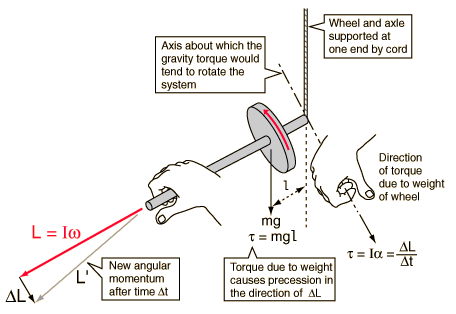 Wheel and axle
supported at
one end by cord
Axis about which the
gravity torque would
tend to rotate the
system
Direction
of torque
due to weight
of wheel
l
mg
τ = mgl
τ = Iα = ΔL/Δt
L = Iω
New angular
momentum
after time Δt
L'
ΔL
Torque due to weight
causes precession in
the direction of ΔL